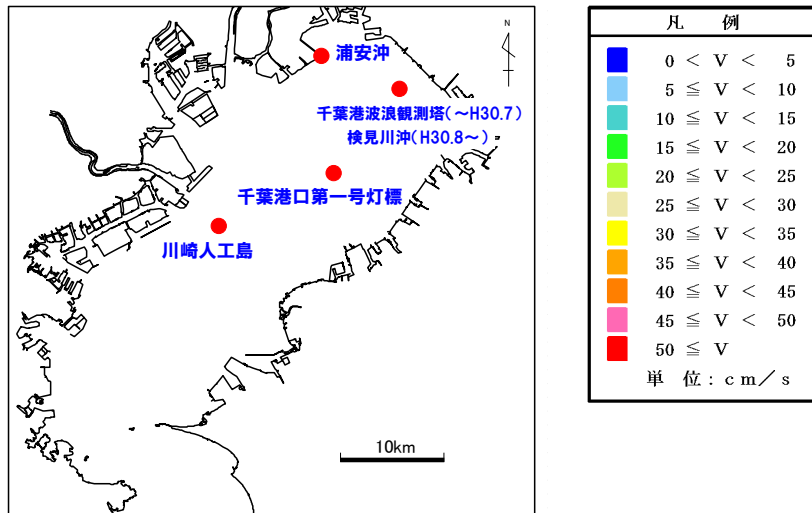 N
浦安沖
千葉港波浪観測塔(～H30.7)
検見川沖(H30.8～)
千葉港口第一号灯標
川崎人工島
10km
凡 例
0 < V < 5
5 ≦ V < 10
10 ≦ V < 15
15 ≦ V < 20
20 ≦ V < 25
25 ≦ V < 30
30 ≦ V < 35
35 ≦ V < 40
40 ≦ V < 45
45 ≦ V < 50
50 ≦ V
単 位：cm／s